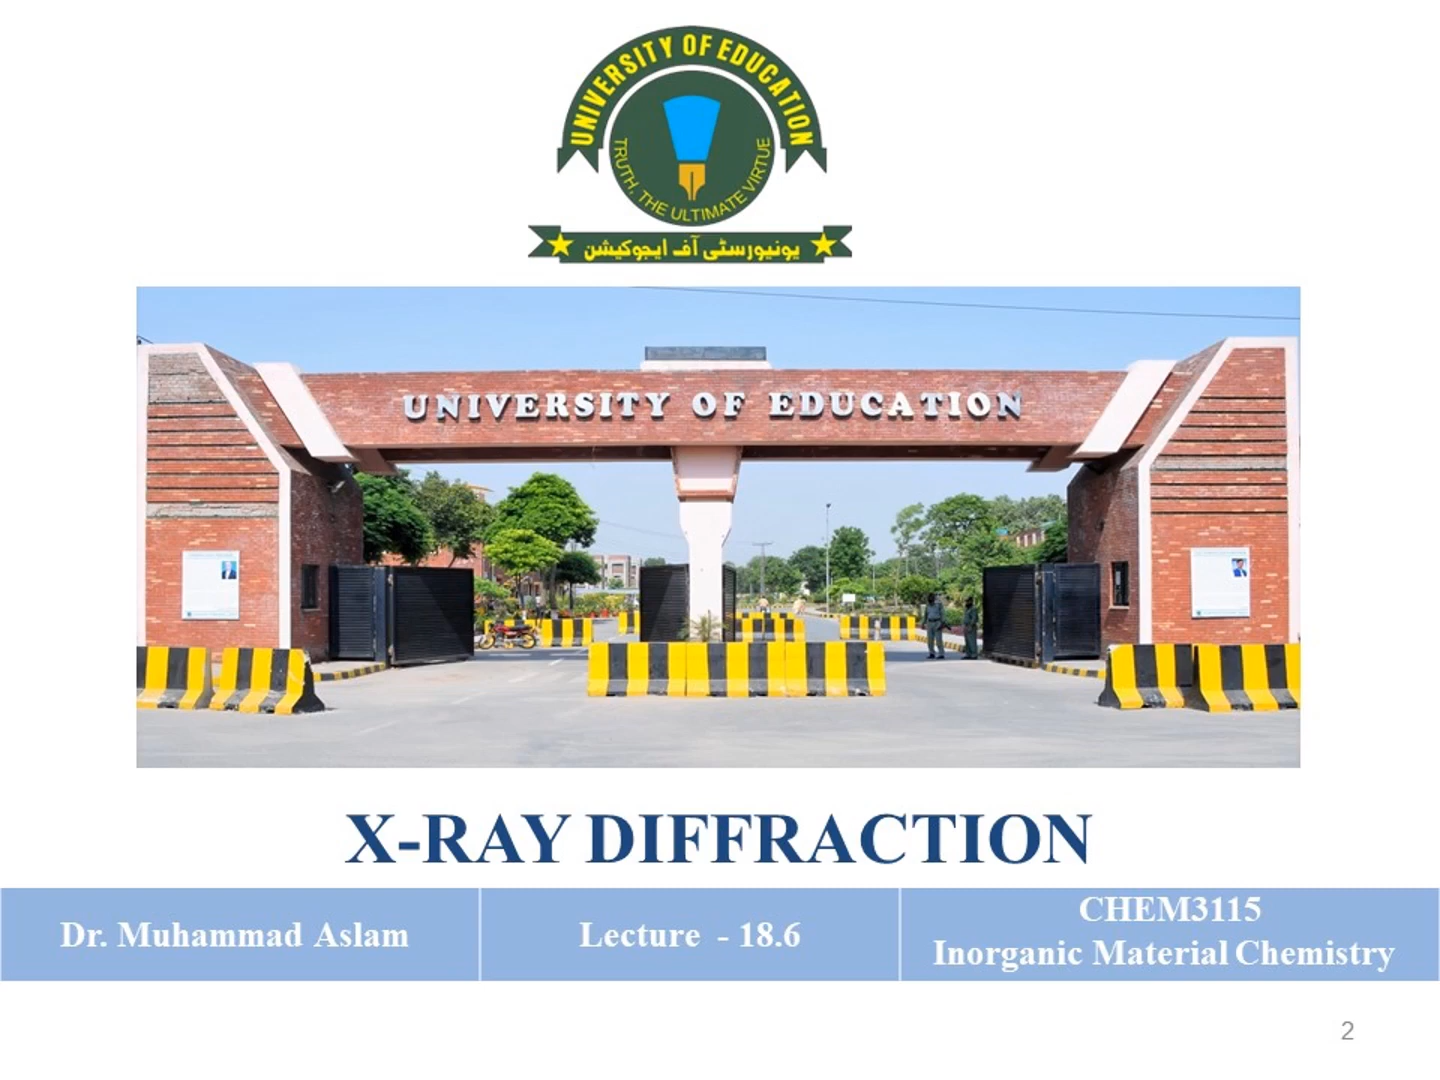 UNIVERSITY OF EDUCATION
TRUTH, THE ULTIMATE VIRTUE
یونیورسٹی آف ایجوکیشن
UNIVERSITY OF EDUCATION
X-RAY DIFFRACTION
Dr. Muhammad Aslam
Lecture - 18.6
CHEM3115
Inorganic Material Chemistry
2